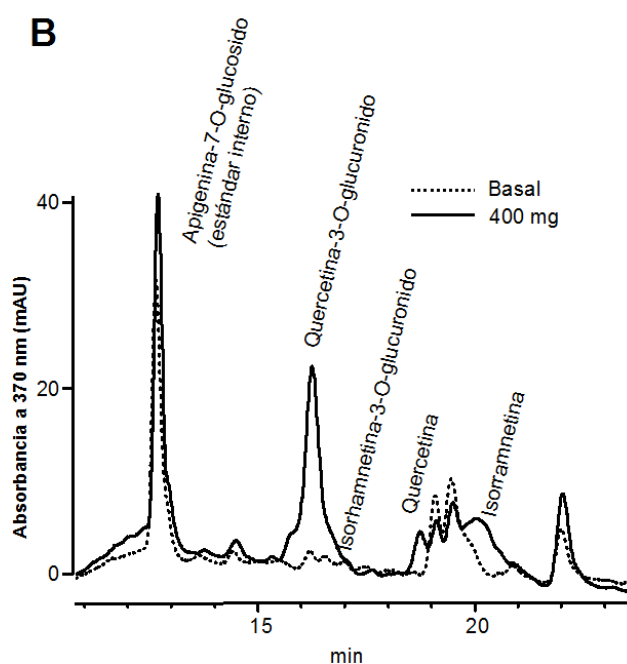 B
Apigenina-7-O-glucosido
(estándar interno)
Quercetina-3-O-glucuronido
Isorhamnetina-3-O-glucuronido
Quercetina
Isorramnetina
Basal
400 mg
Absorbancia a 370 nm (mAU)
40
20
0
15
20
min